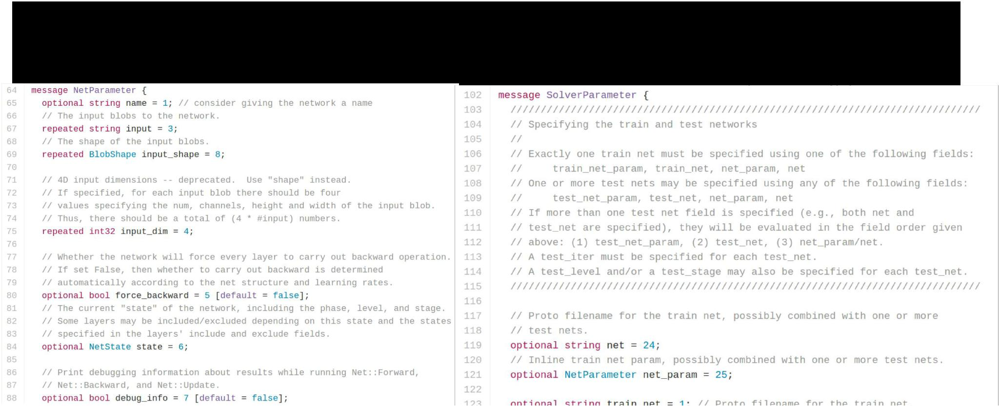 64 message NetParameter {
65 optional string name = 1; // consider giving the network a name
66 // The input blobs to the network.
67 repeated string input = 3;
68 // The shape of the input blobs.
69 repeated BlobShape input_shape = 8;
70
71 // 4D input dimensions -- deprecated.  Use "shape" instead.
72 // If specified, for each input blob there should be four
73 // values specifying the num, channels, height and width of the input blob.
74 // Thus, there should be a total of (4 * #input) numbers.
75 repeated int32 input_dim = 4;
76
77 // Whether the network will force every layer to carry out backward operation.
78 // If set False, then whether to carry out backward is determined
79 // automatically according to the net structure and learning rates.
80 optional bool force_backward = 5 [default = false];
81 // The current "state" of the network, including the phase, level, and stage.
82 // Some layers may be included/excluded depending on this state and the states
83 // specified in the layers' include and exclude fields.
84 optional NetState state = 6;
85
86 // Print debugging information about results while running Net::Forward,
87 // Net::Backward, and Net::Update.
88 optional bool debug_info = 7 [default = false];
102 message SolverParameter {
103 //////////////////////////////////////////////////////////////////////////////
104 // Specifying the train and test networks
105 //
106 // Exactly one train net must be specified using one of the following fields:
107 //     train_net_param, train_net, net_param, net
108 // One or more test nets may be specified using any of the following fields:
109 //     test_net_param, test_net, net_param, net
110 // If more than one test net field is specified (e.g., both net and
111 // test_net are specified), they will be evaluated in the field order given
112 // above: (1) test_net_param, (2) test_net, (3) net_param/net.
113 // A test_iter must be specified for each test_net.
114 // A test_level and/or a test_stage may also be specified for each test_net.
115 //////////////////////////////////////////////////////////////////////////////
116
117 // Proto filename for the train net, possibly combined with one or more
118 // test nets.
119 optional string net = 24;
120 // Inline train net param, possibly combined with one or more test nets.
121 optional NetParameter net_param = 25;
122
123 optional string train_net = 1; // Proto filename for the train net.